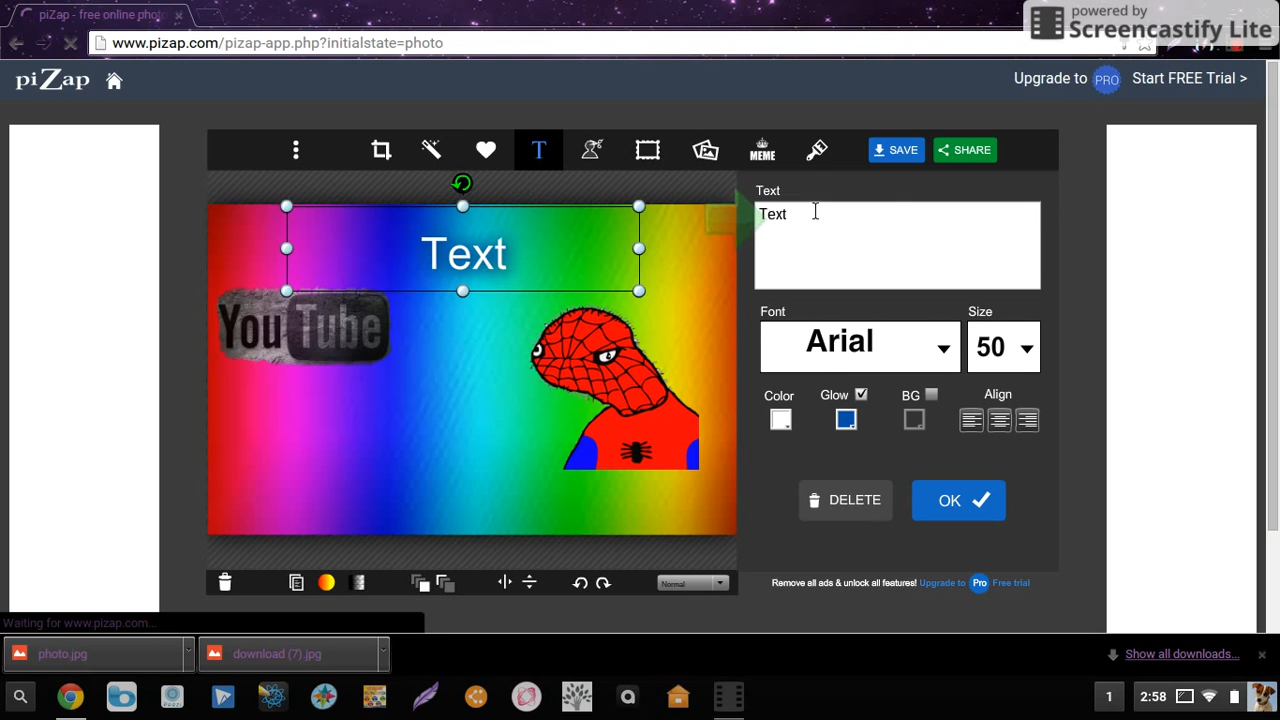 piZap - free online phot
powered by
Screencastify Lite
www.pizap.com/pizap-app.php?initialstate=photo
piZap
Upgrade to PRO Start FREE Trial >
T
MEME
SAVE
SHARE
Text
Text
Text
YouTube
Font
Size
Arial
50
Color
Glow
BG
Align
DELETE
OK
Normal
Remove all ads & unlock all features! Upgrade to Pro Free trial
Waiting for www.pizap.com...
photo.jpg
download (7).jpg
Show all downloads...
1
2:58